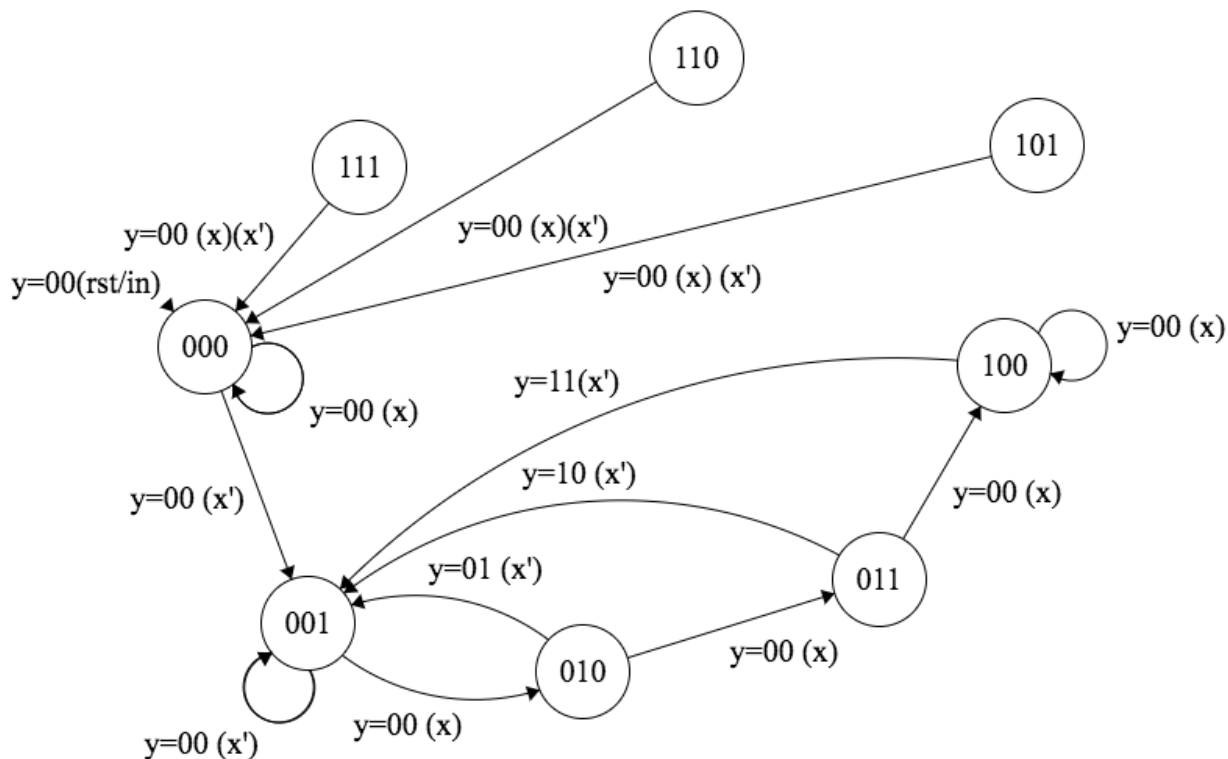 110
101
111
y=00 (x)(x')
y=00 (x)(x')
y=00 (x) (x')
y=00(rst/in)
000
y=00 (x)
100
y=00 (x)
y=11(x')
y=00 (x')
y=10 (x')
y=00 (x)
y=01 (x')
011
001
010
y=00 (x)
y=00 (x)
y=00 (x')